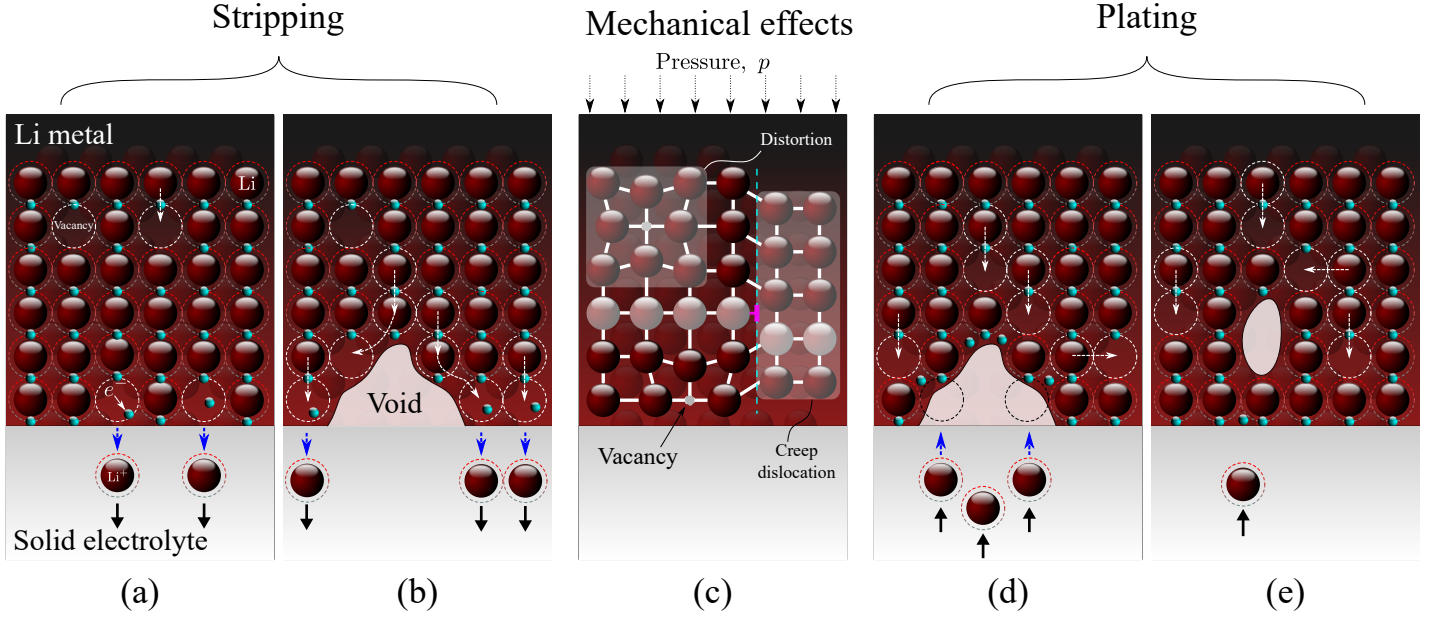 Stripping
Mechanical effects
Plating
Pressure, p
Li metal
Li
Vacancy
e−
Li+
Solid electrolyte
Void
Distortion
Vacancy
Creep
dislocation
(a)
(b)
(c)
(d)
(e)